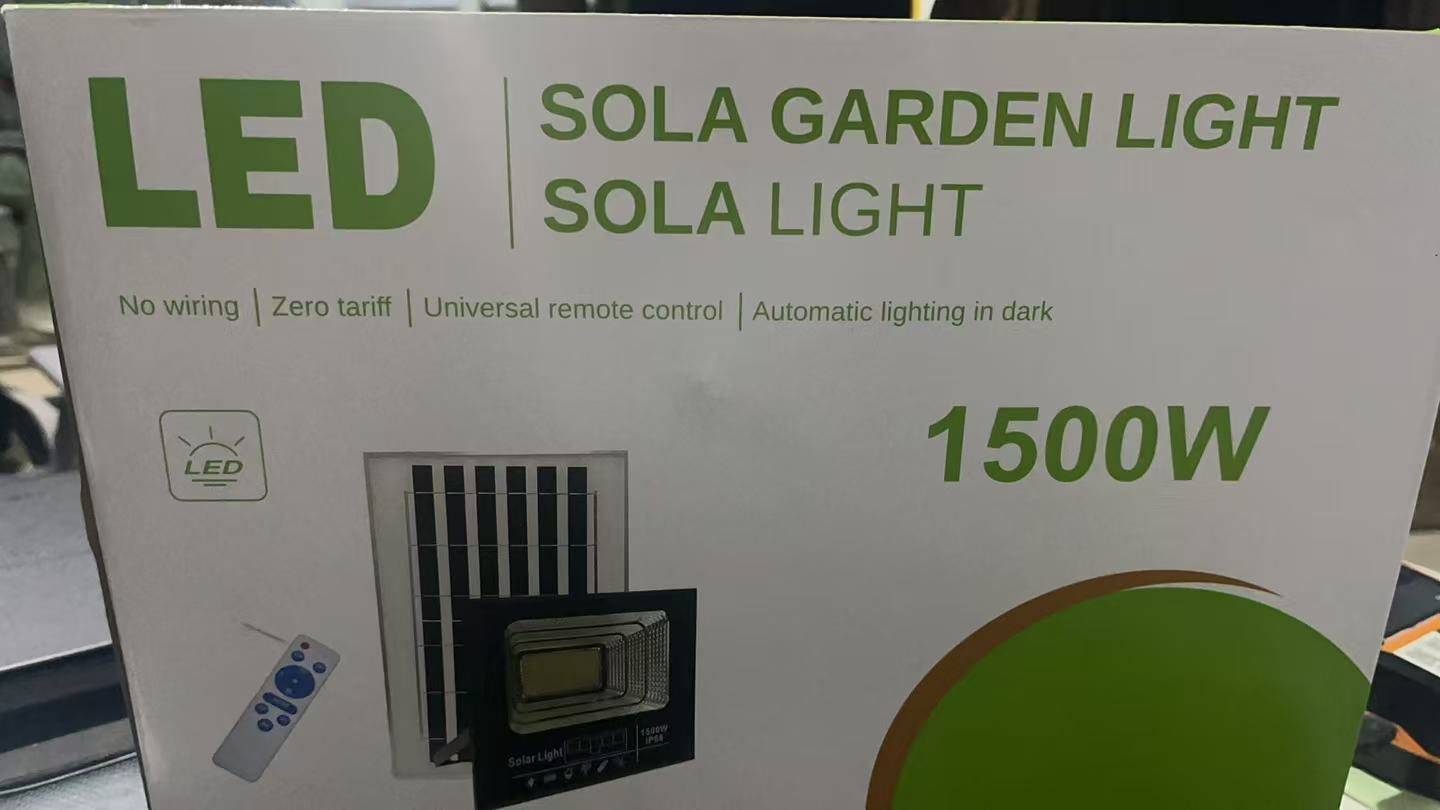 LED
SOLA GARDEN LIGHT
SOLA LIGHT
No wiring | Zero tariff | Universal remote control | Automatic lighting in dark
1500W
LED
Solar Light
1500W